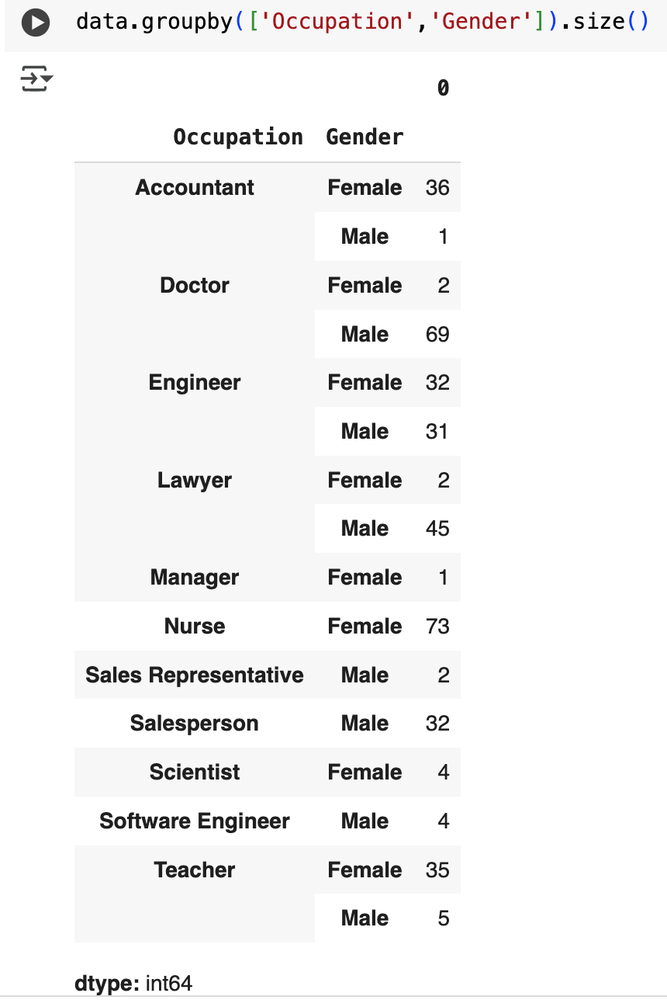 data.groupby(['Occupation','Gender']).size()
0
Occupation Gender
Accountant Female 36
Male 1
Doctor Female 2
Male 69
Engineer Female 32
Male 31
Lawyer Female 2
Male 45
Manager Female 1
Nurse Female 73
Sales Representative Male 2
Salesperson Male 32
Scientist Female 4
Software Engineer Male 4
Teacher Female 35
Male 5
dtype: int64